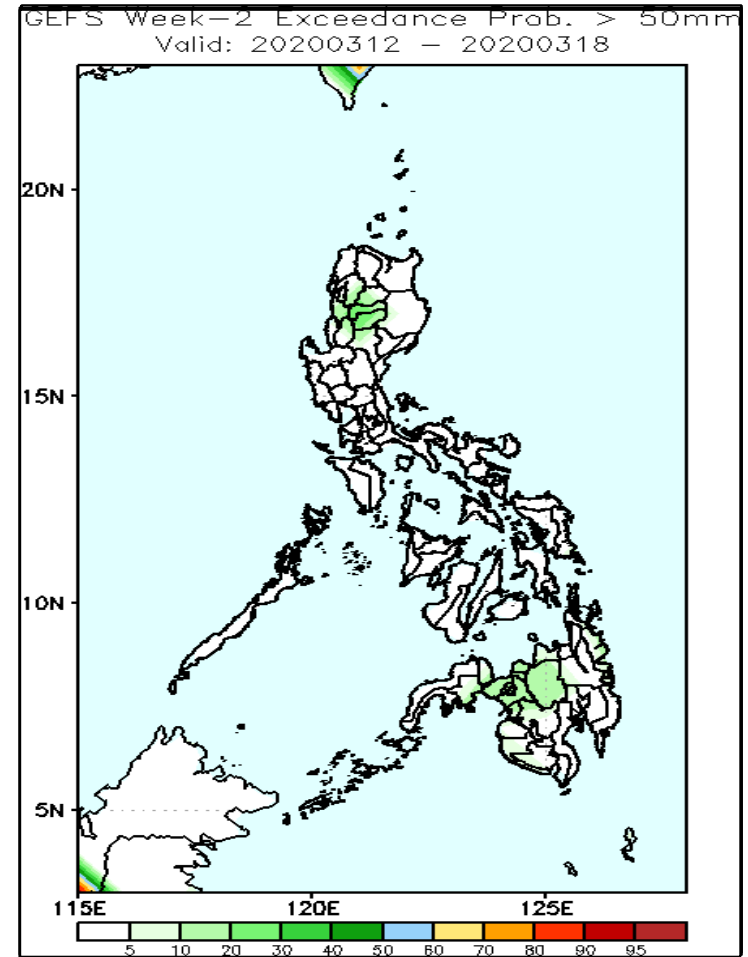 GEFS Week-2 Exceedance Prob. > 50mm
Valid: 20200312 - 20200318
20N
15N
10N
5N
115E 120E 125E
5 10 20 30 40 50 60 70 80 90 95